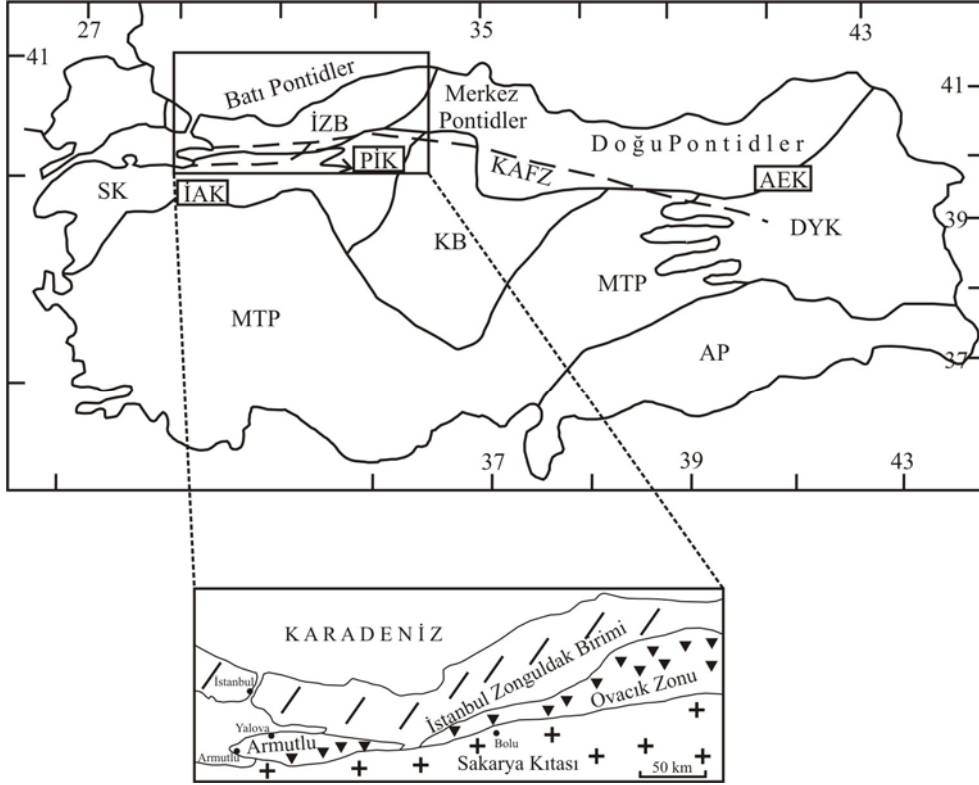 27
35
43
41
41
Batı Pontidler
Merkez
Pontidler
İZB
Doğu Pontidler
PİK
KAFZ
AEK
SK
İAK
39
DYK
KB
MTP
MTP
AP
37
37
39
43
KARADENİZ
İstanbul Zonguldak Birimi
İstanbul
Ovacık Zonu
Yalova
Armutlu
Bolu
Armutlu
Sakarya Kıtası
50 km